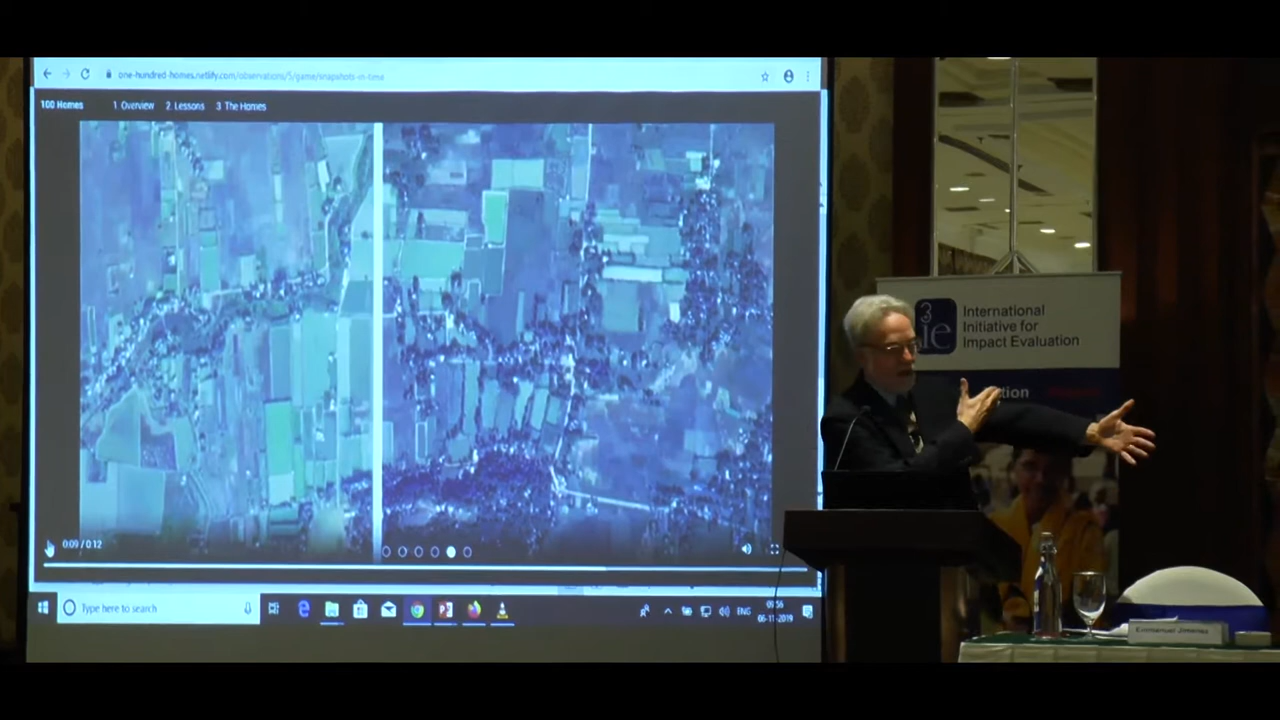 one-hundred-homes.netlify.com/observations/5/game/snapshots-in-time
100 Homes
1 Overview
2. Lessons
3 The Homes
0:09 / 0:12
Type here to search
ENG
09:56
06-11-2019
3ie
International
Initiative for
Impact Evaluation
Emmanuel Jimenez